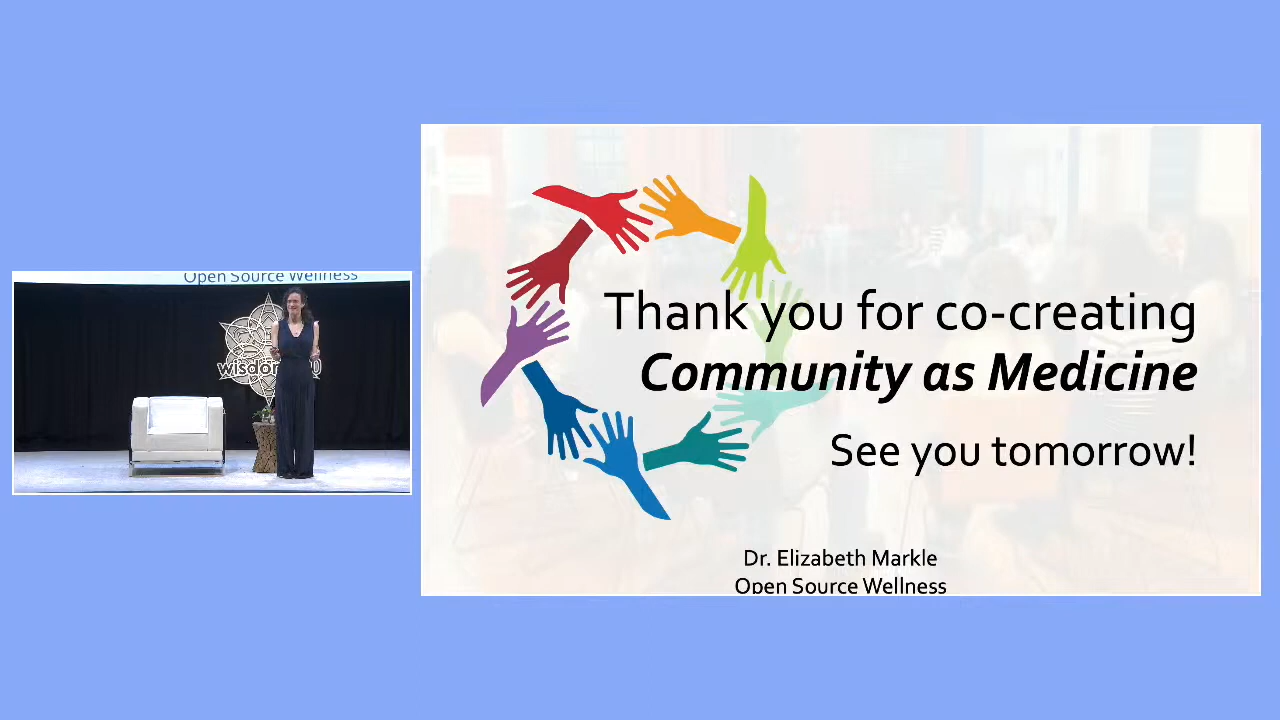 Open Source Wellness
Thank you for co-creating
Community as Medicine
See you tomorrow!
Dr. Elizabeth Markle
Open Source Wellness